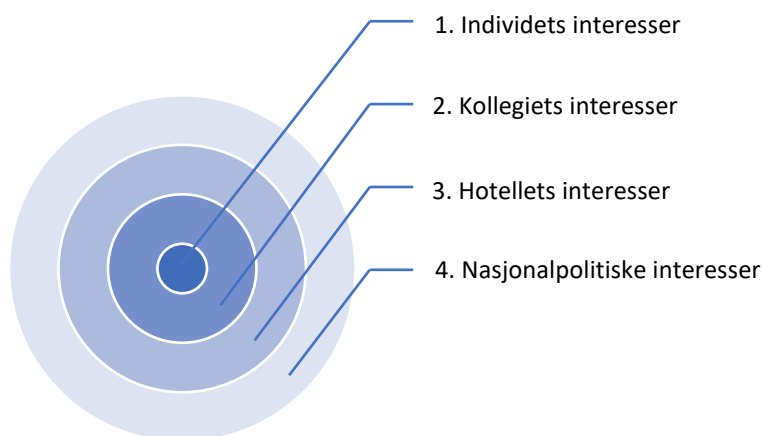 1. Individets interesser
2. Kollegiets interesser
3. Hotellets interesser
4. Nasjonalpolitiske interesser